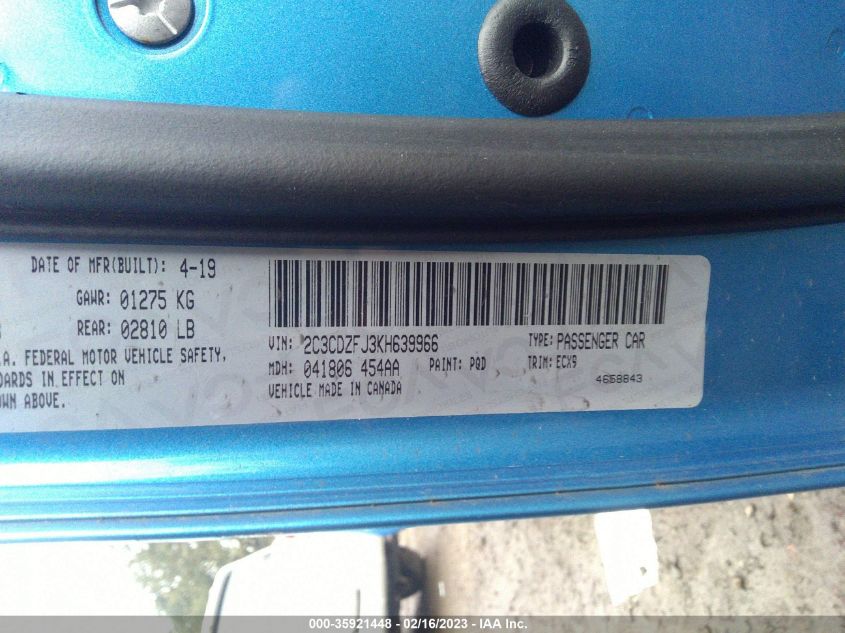 DATE OF MFR(BUILT): 4-19
GAWR: 01275 KG
REAR: 02810 LB
.A. FEDERAL MOTOR VEHICLE SAFETY,
DARDS IN EFFECT ON
OWN ABOVE.
VIN: 2C3CDZFJ3KH639966 TYPE: PASSENGER CAR
MDH: 041806 454AA PAINT: PQD TRIM: ECX9
VEHICLE MADE IN CANADA 4658843
000-35921448 - 02/16/2023 - IAA Inc.